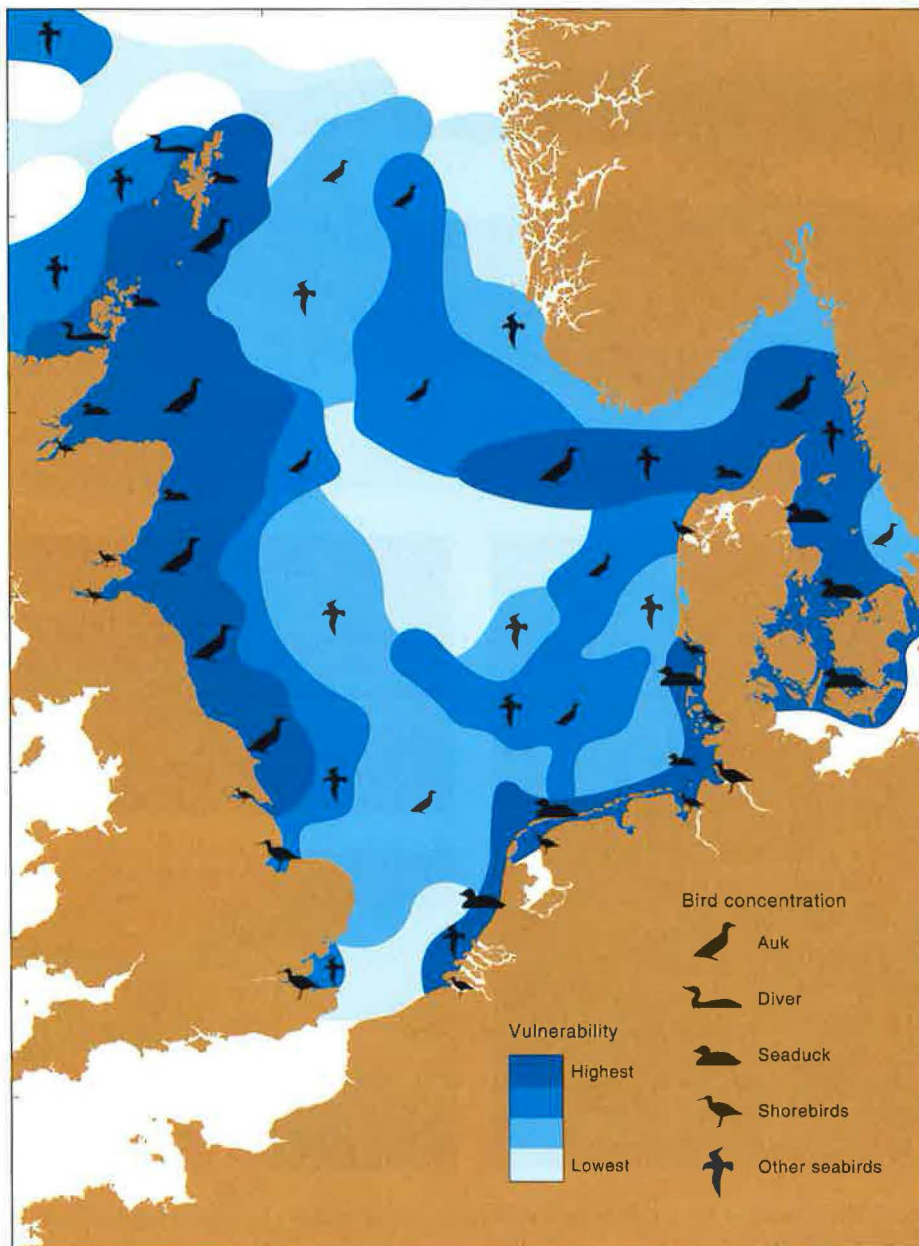 Bird concentration
Auk
Diver
Seaduck
Shorebirds
Other seabirds
Vulnerability
Highest
Lowest